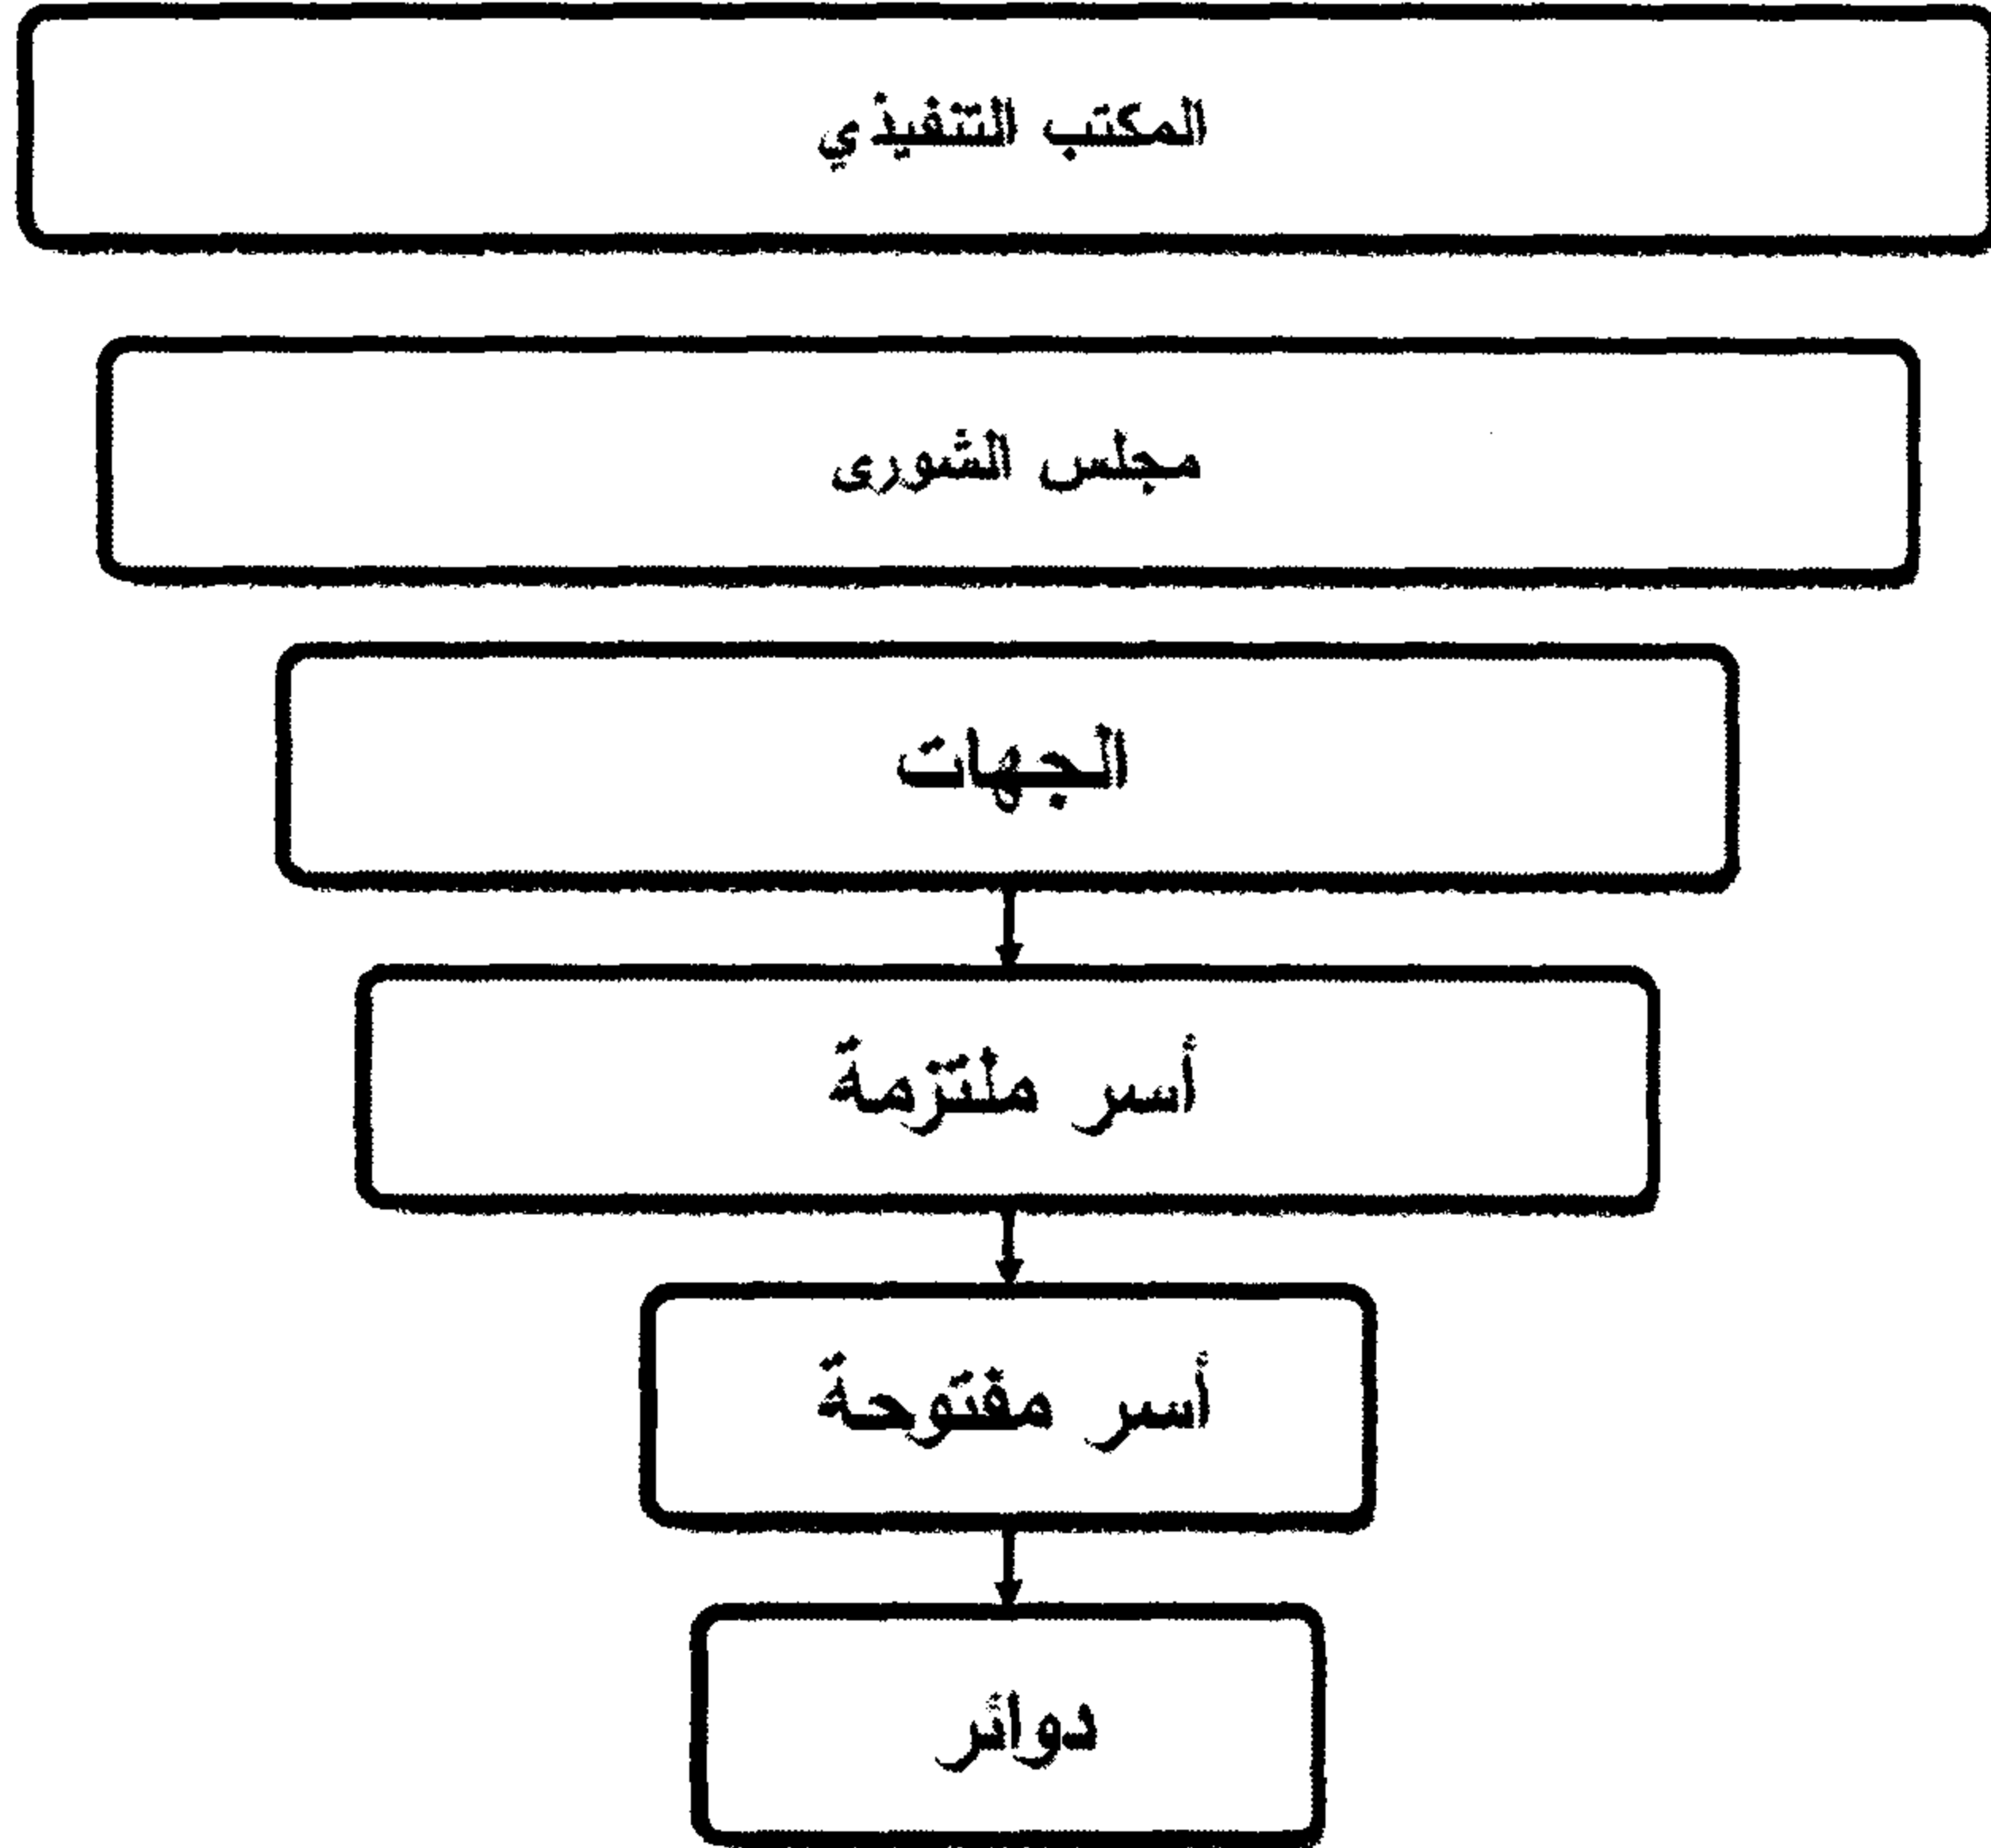 المكتب التنفيذي
مجلس الشورى
الجهات
أسر ملتزمة
أسر مفتوحة
دوائر